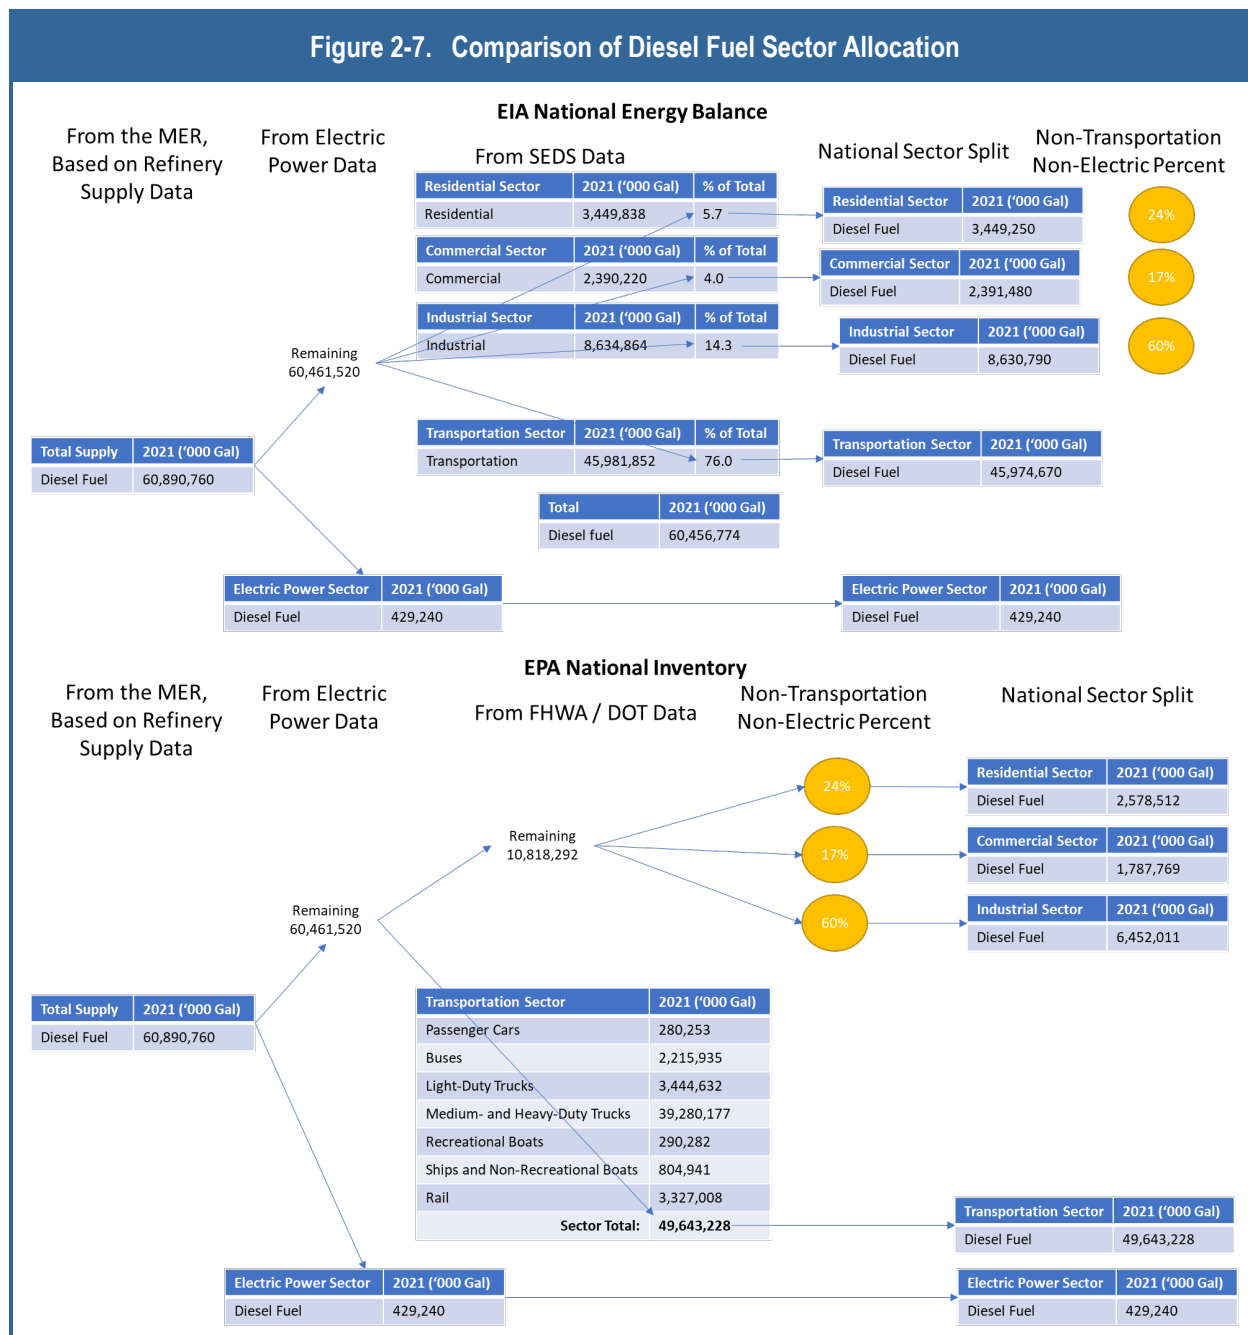 Figure 2-7. Comparison of Diesel Fuel Sector Allocation
EIA National Energy Balance
From the MER,
Based on Refinery
Supply Data
From Electric
Power Data
From SEDS Data
National Sector Split
Non-Transportation
Non-Electric Percent
Residential Sector 2021 (‘000 Gal) % of Total
Residential 3,449,838 5.7
Residential Sector 2021 (‘000 Gal)
Diesel Fuel 3,449,250
24%
Commercial Sector 2021 (‘000 Gal) % of Total
Commercial 2,390,220 4.0
Commercial Sector 2021 (‘000 Gal)
Diesel Fuel 2,391,480
17%
Industrial Sector 2021 (‘000 Gal) % of Total
Industrial 8,634,864 14.3
Industrial Sector 2021 (‘000 Gal)
Diesel Fuel 8,630,790
60%
Remaining
60,461,520
Total Supply 2021 (‘000 Gal)
Diesel Fuel 60,890,760
Transportation Sector 2021 (‘000 Gal) % of Total
Transportation 45,981,852 76.0
Transportation Sector 2021 (‘000 Gal)
Diesel Fuel 45,974,670
Total 2021 (‘000 Gal)
Diesel fuel 60,456,774
Electric Power Sector 2021 (‘000 Gal)
Diesel Fuel 429,240
Electric Power Sector 2021 (‘000 Gal)
Diesel Fuel 429,240
EPA National Inventory
From the MER,
Based on Refinery
Supply Data
From Electric
Power Data
From FHWA / DOT Data
Non-Transportation
Non-Electric Percent
National Sector Split
24%
Residential Sector 2021 (‘000 Gal)
Diesel Fuel 2,578,512
Remaining
10,818,292
17%
Commercial Sector 2021 (‘000 Gal)
Diesel Fuel 1,787,769
60%
Industrial Sector 2021 (‘000 Gal)
Diesel Fuel 6,452,011
Remaining
60,461,520
Total Supply 2021 (‘000 Gal)
Diesel Fuel 60,890,760
Transportation Sector 2021 (‘000 Gal)
Passenger Cars 280,253
Buses 2,215,935
Light-Duty Trucks 3,444,632
Medium- and Heavy-Duty Trucks 39,280,177
Recreational Boats 290,282
Ships and Non-Recreational Boats 804,941
Rail 3,327,008
Sector Total: 49,643,228
Transportation Sector 2021 (‘000 Gal)
Diesel Fuel 49,643,228
Electric Power Sector 2021 (‘000 Gal)
Diesel Fuel 429,240
Electric Power Sector 2021 (‘000 Gal)
Diesel Fuel 429,240